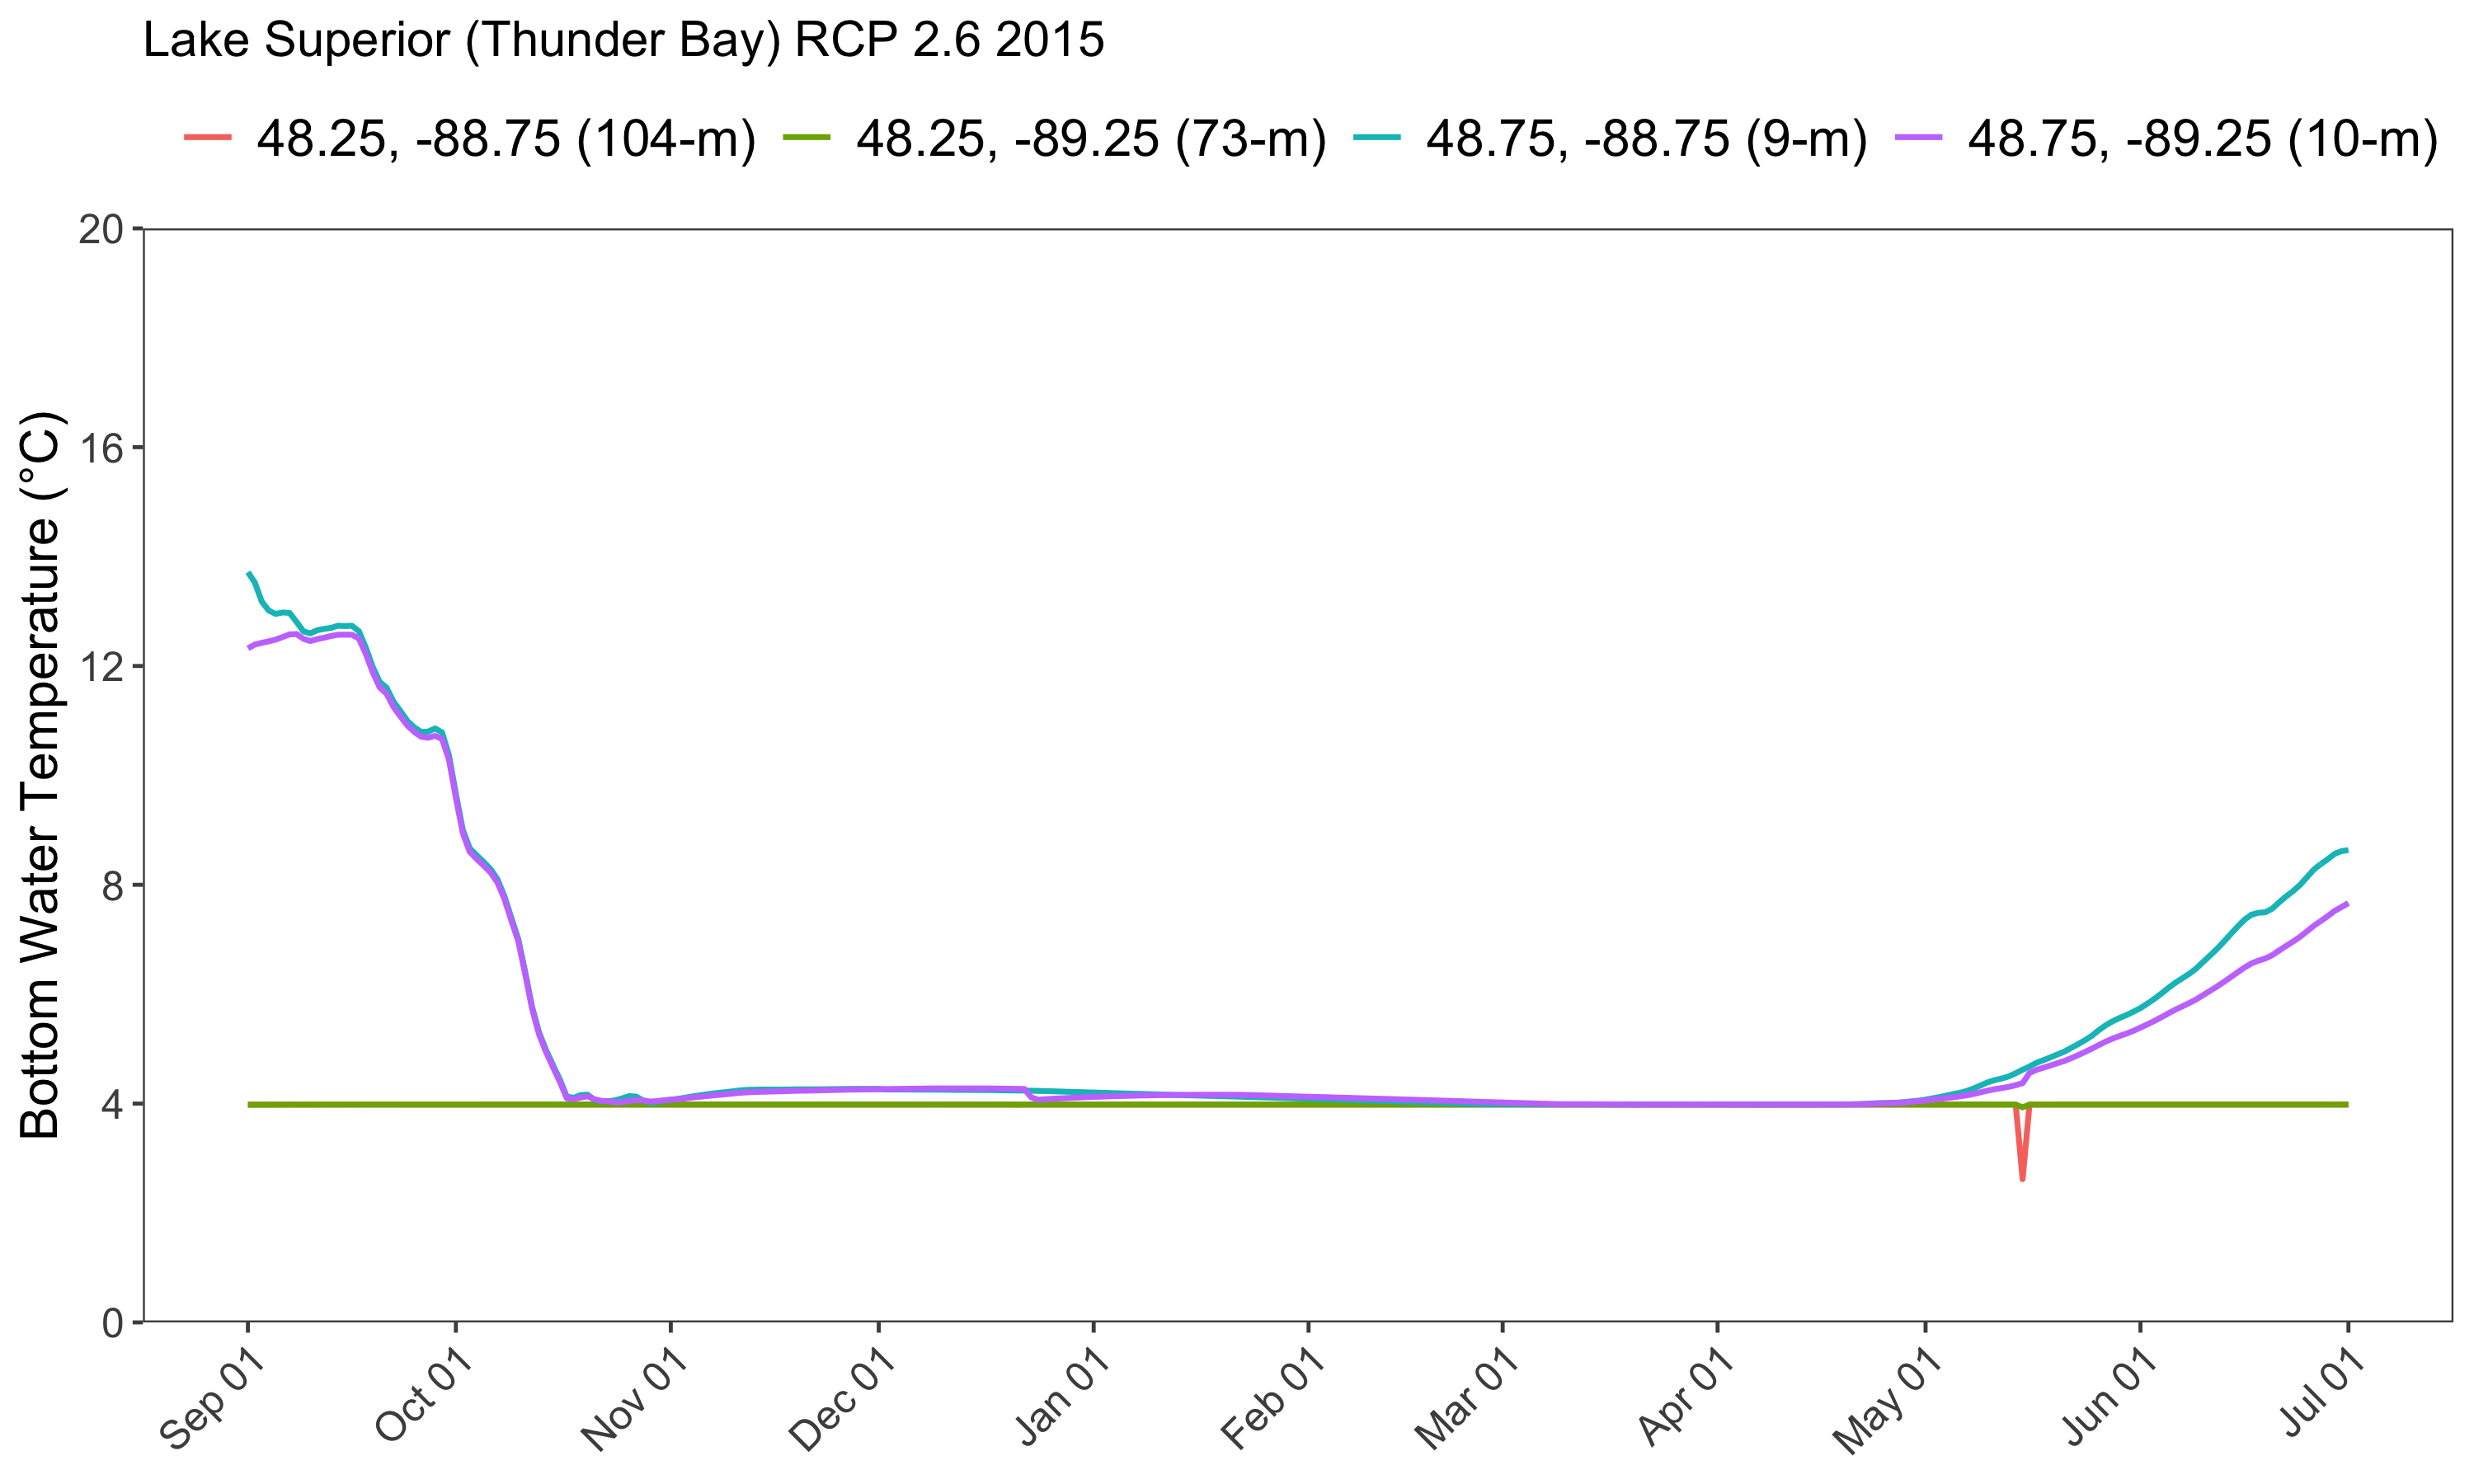 Lake Superior (Thunder Bay) RCP 2.6 2015
48.25, -88.75 (104-m) 48.25, -89.25 (73-m) 48.75, -88.75 (9-m) 48.75, -89.25 (10-m)
Bottom Water Temperature (°C)
20
16
12
8
4
0
Sep 01 Oct 01 Nov 01 Dec 01 Jan 01 Feb 01 Mar 01 Apr 01 May 01 Jun 01 Jul 01